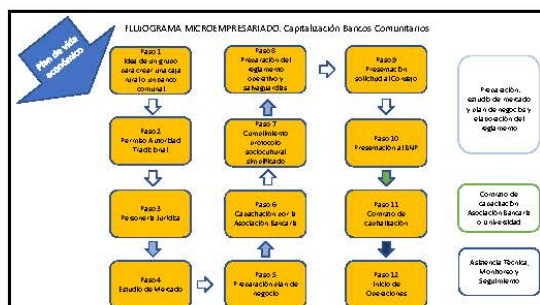 FLUJOGRAMA MICROEMPRESARIADO. Capitalización Bancos Comunitarios
Plan de vida
económico
Paso 1
Idea de un grupo
para crear una caja
rural o un banco
comunal
Paso 2
Permiso Autoridad
Tradicional
Paso 3
Personería Jurídica
Paso 4
Estudio de Mercado
Paso 5
Preparación plan de
negocio
Paso 6
Capacitación por la
Asociación Bancaria
Paso 7
Cumplimiento
protocolo
sociocultural
simplificado
Paso 8
Preparación del
reglamento
operativo y
salvaguardias
Paso 9
Presentación
solicitud al Consejo
Paso 10
Presentación al BNP
Paso 11
Contrato de
capitalización
Paso 12
Inicio de
Operaciones
Preparación,
estudio de mercado
y plan de negocios y
elaboración del
reglamento
Contrato de
capacitación
Asociación Bancaria
o universidad
Asistencia Técnica,
Monitoreo y
Seguimiento